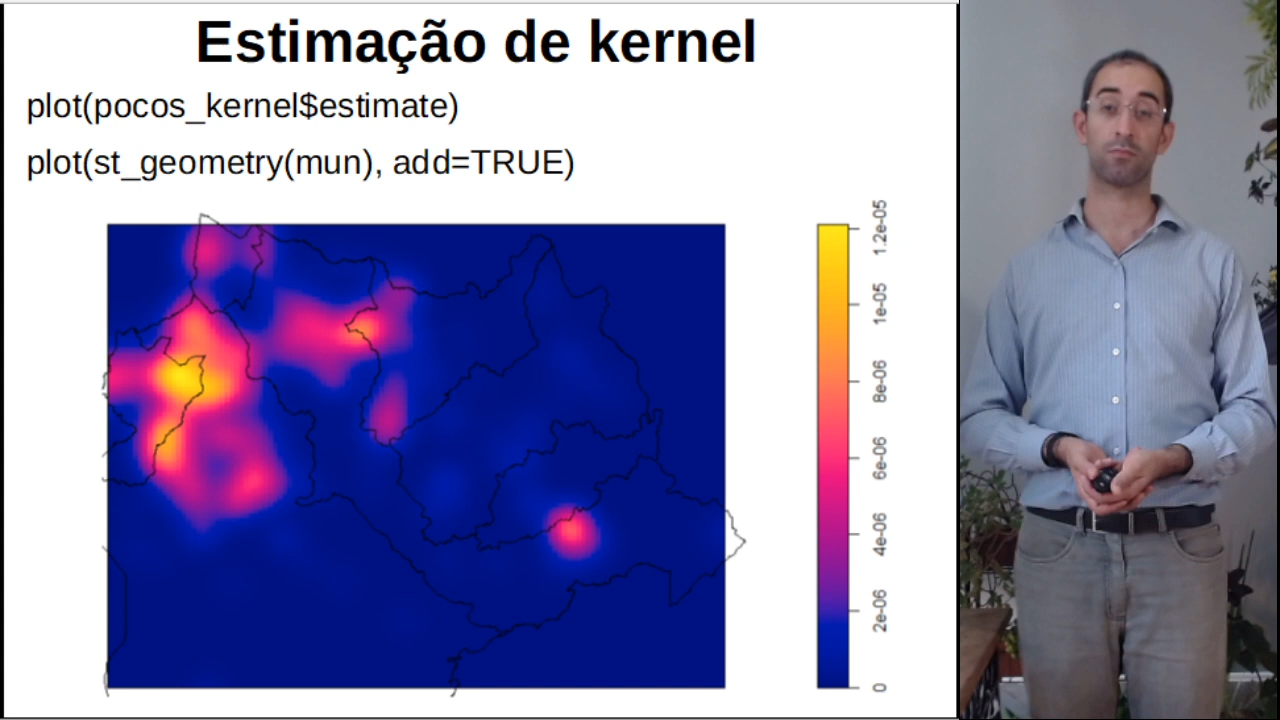 Estimação de kernel
plot(pocos_kernel$estimate)
plot(st_geometry(mun), add=TRUE)
1.2e-05
1e-05
8e-06
6e-06
4e-06
2e-06
0